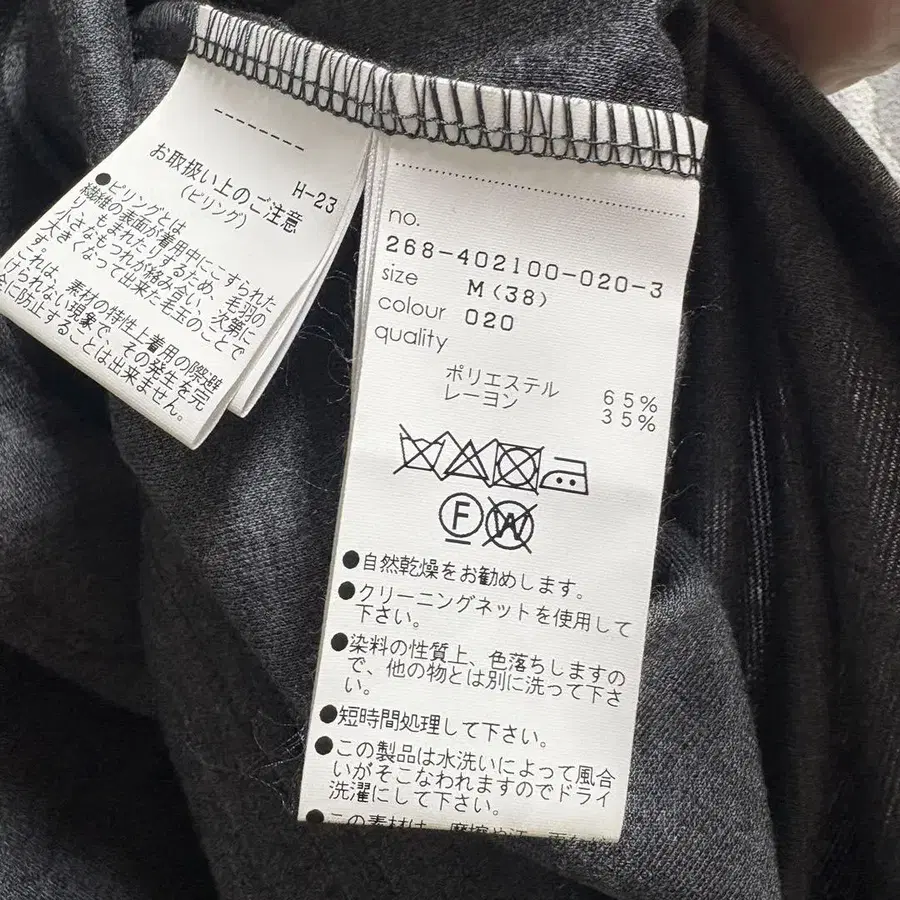 H-23
お取扱い上のご注意
(ピリング)
●ピリングとは、
繊維の表面が着用中にこすられた
りもまれたりするため、毛羽の
小さなもつれが絡み合い、次第に
大きくなって出来た毛玉のことで
す。
これは、素材の特性上着用の際避
けられない現象で、その発生を完
全に防止することは出来ません。
no.
268-402100-020-3
size M(38)
colour 020
quality
ポリエステル 65%
レーヨン 35%
F
W
●自然乾燥をお勧めします。
●クリーニングネットを使用して
下さい。
●染料の性質上、色落ちしますの
で、他の物とは別に洗って下さ
い。
●短時間処理して下さい。
●この製品は水洗いによって風合
いがそこなわれますのでドライ
洗濯にして下さい。
●この素材は、摩擦や汗、雨